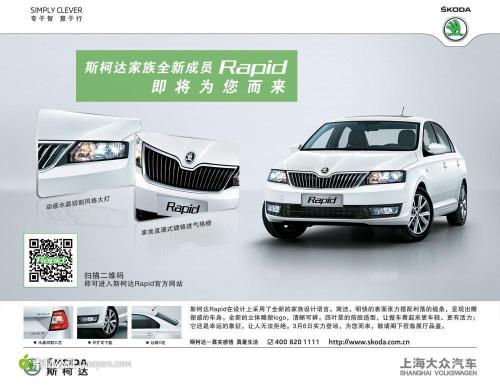 SIMPLY CLEVER
专于智 慧于行
ŠKODA
斯柯达家族全新成员 Rapid
即将为您而来
动感水晶切割风格大灯
Rapid
家族直瀑式镀铬进气格栅
Rapid
Rapid
扫描二维码
即可进入斯柯达Rapid官方网站
斯柯达Rapid在设计上采用了全新的家族设计语言。简洁、明快的表面张力搭配利落的棱条,呈现出雕
塑感的车身。全新的立体雕塑logo,清晰可辨。四叶草的前脸造型,让整车看起来更年轻、更有活力;
它还是幸运的象征,让人无法拒绝。3月6日实力登场,为您而来,敬请阁下莅临展厅品鉴。
斯柯达
斯柯达一真实感悟 真爱生活
400 820 1111
http://www.skoda.com.cn
上海大众汽车
SHANGHAI VOLKSWAGEN